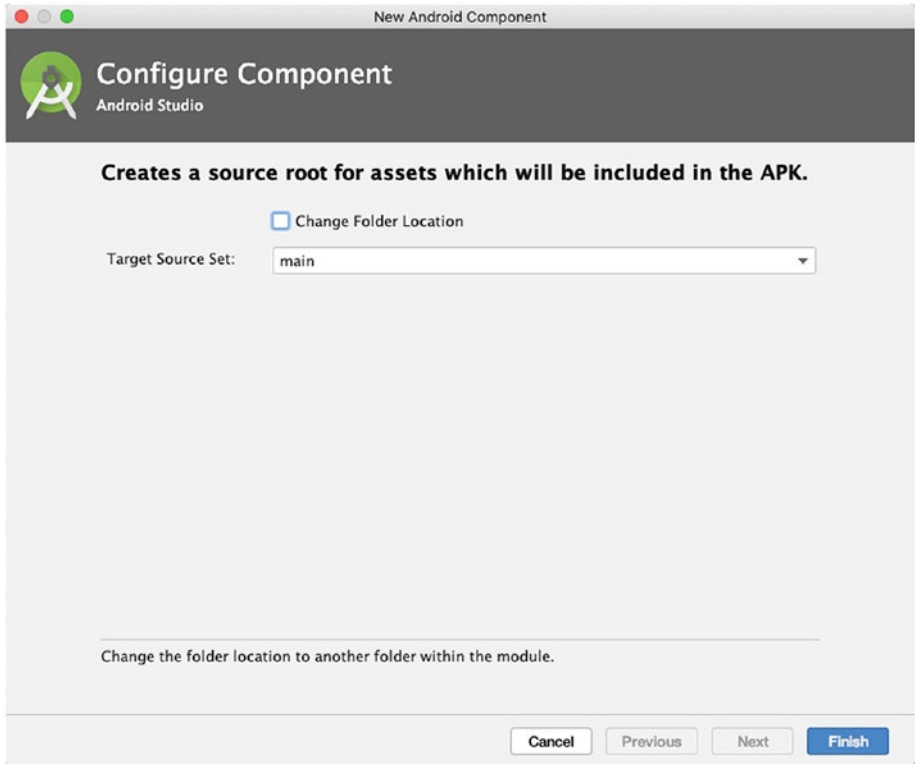 New Android Component
Configure Component
Android Studio
Creates a source root for assets which will be included in the APK.
Change Folder Location
Target Source Set: main
Change the folder location to another folder within the module.
Cancel Previous Next Finish